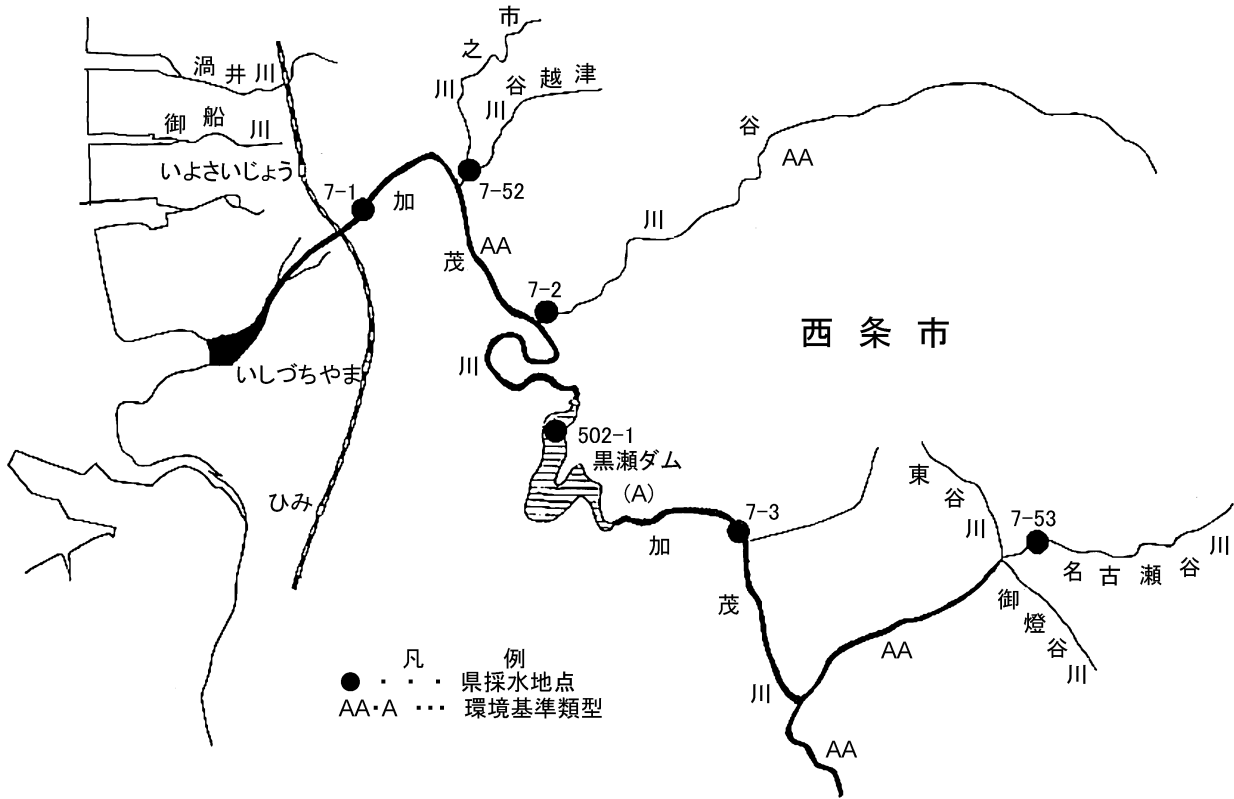 市之川
渦井川
津越谷川
御船川
谷川
AA
いよさいじょう
7-1
7-52
加茂川
AA
7-2
西条市
いしづちやま
502-1
黒瀬ダム
(A)
ひみ
7-3
東谷川
7-53
名古瀬谷川
加茂川
御燈谷川
AA
AA
凡例
●・・・県採水地点
AA・A・・・環境基準類型